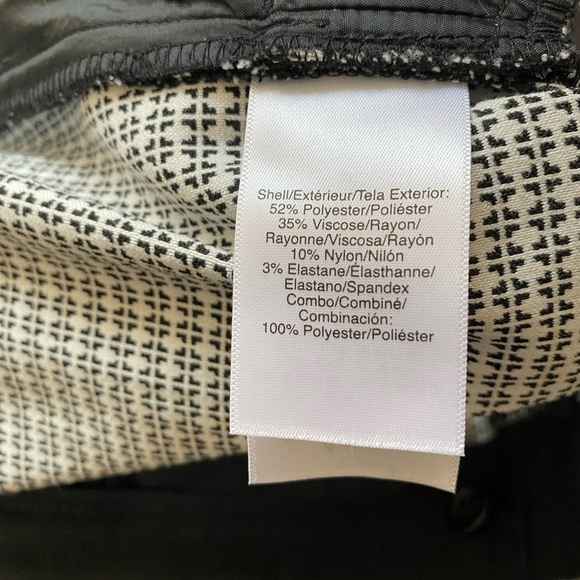 Shell/Extérieur/Tela Exterior:
52% Polyester/Poliéster
35% Viscose/Rayon/
Rayonne/Viscosa/Rayón
10% Nylon/Nilón
3% Elastane/Élasthanne/
Elastano/Spandex
Combo/Combiné/
Combinación:
100% Polyester/Poliéster